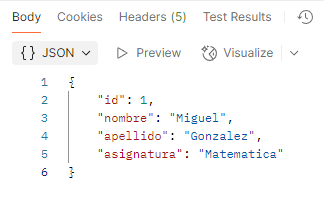 Body Cookies Headers (5) Test Results
{} JSON Preview Visualize
1 {
2 "id": 1,
3 "nombre": "Miguel",
4 "apellido": "Gonzalez",
5 "asignatura": "Matematica"
6 }